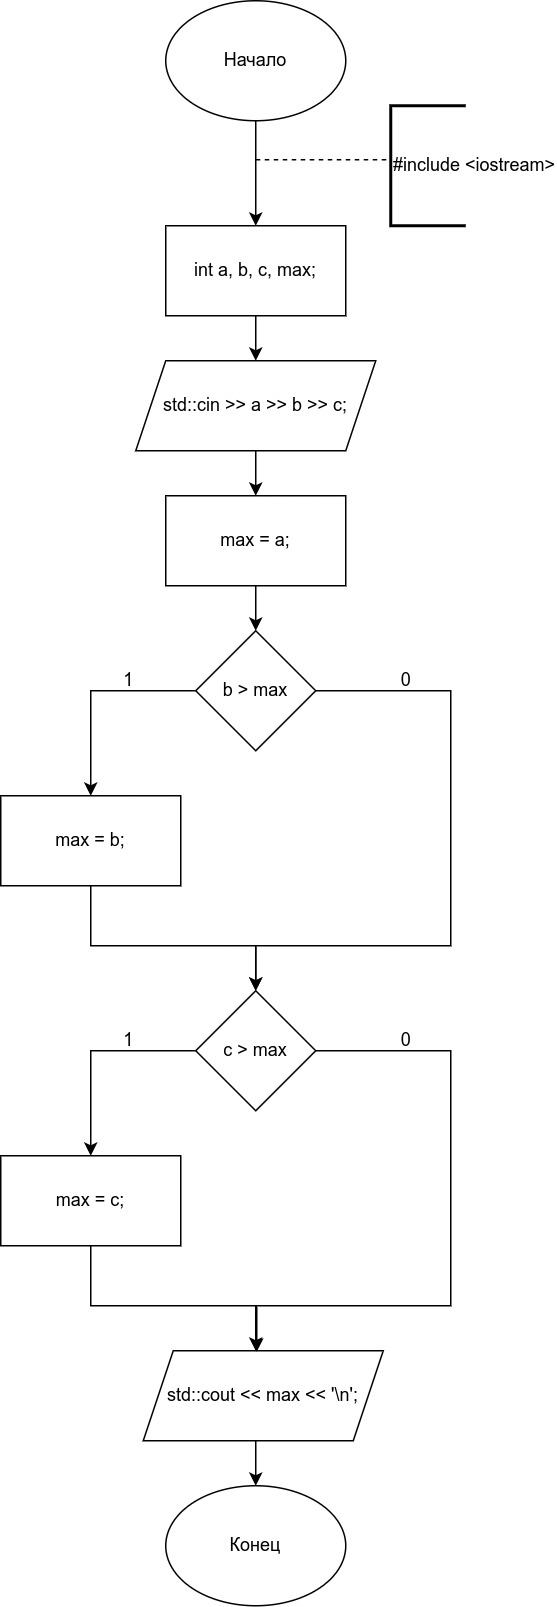 Начало
#include <iostream>
int a, b, c, max;
std::cin >> a >> b >> c;
max = a;
b > max
1
0
max = b;
c > max
1
0
max = c;
std::cout << max << '\n';
Конец